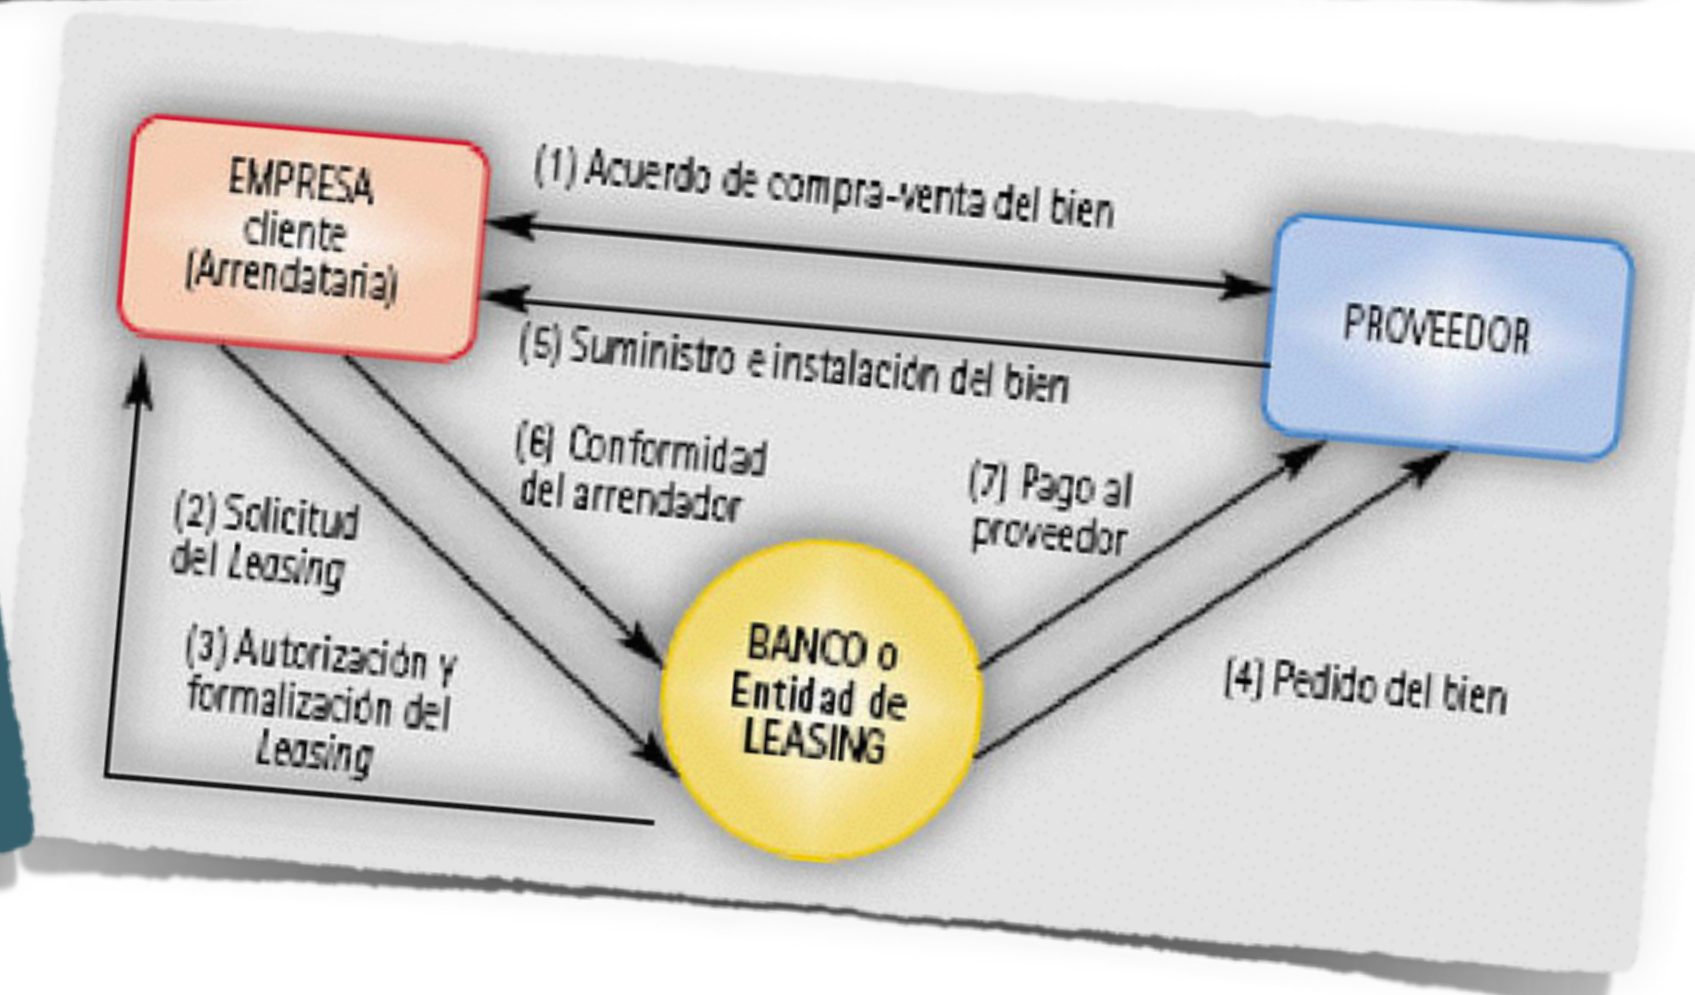 EMPRESA
cliente
(Arrendataria)
(1) Acuerdo de compra-venta del bien
PROVEEDOR
(5) Suministro e instalación del bien
(6) Conformidad
del arrendador
(7) Pago al
proveedor
(2) Solicitud
del Leasing
(3) Autorización y
formalización del
Leasing
BANCO o
Entidad de
LEASING
(4) Pedido del bien